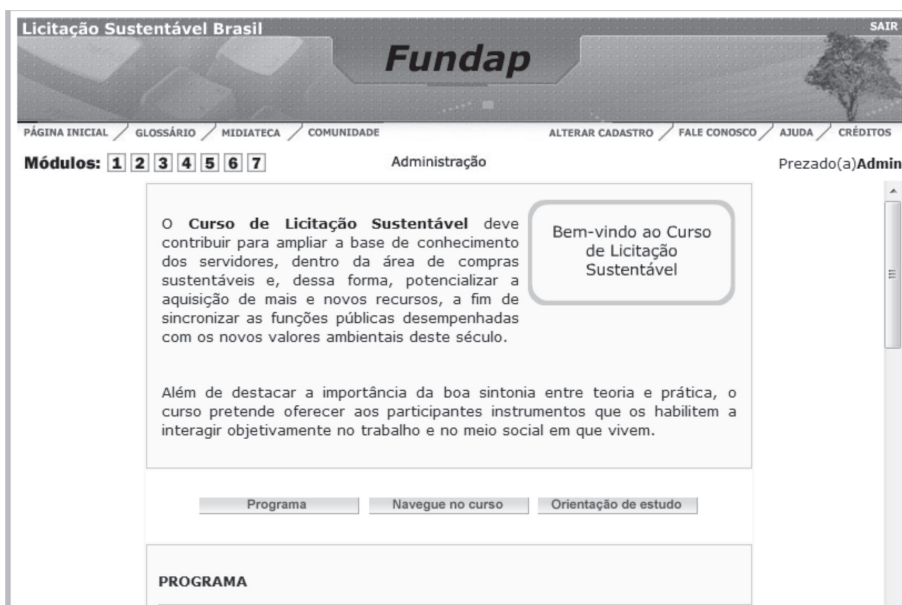 Licitação Sustentável Brasil
SAIR
Fundap
PÁGINA INICIAL GLOSSÁRIO MIDIATECA COMUNIDADE ALTERAR CADASTRO FALE CONOSCO AJUDA CRÉDITOS
Módulos: 1 2 3 4 5 6 7 Administração Prezado(a)Admin
O Curso de Licitação Sustentável deve
contribuir para ampliar a base de conhecimento
dos servidores, dentro da área de compras
sustentáveis e, dessa forma, potencializar a
aquisição de mais e novos recursos, a fim de
sincronizar as funções públicas desempenhadas
com os novos valores ambientais deste século.
Bem-vindo ao Curso
de Licitação
Sustentável
Além de destacar a importância da boa sintonia entre teoria e prática, o
curso pretende oferecer aos participantes instrumentos que os habilitem a
interagir objetivamente no trabalho e no meio social em que vivem.
Programa Navegue no curso Orientação de estudo
PROGRAMA